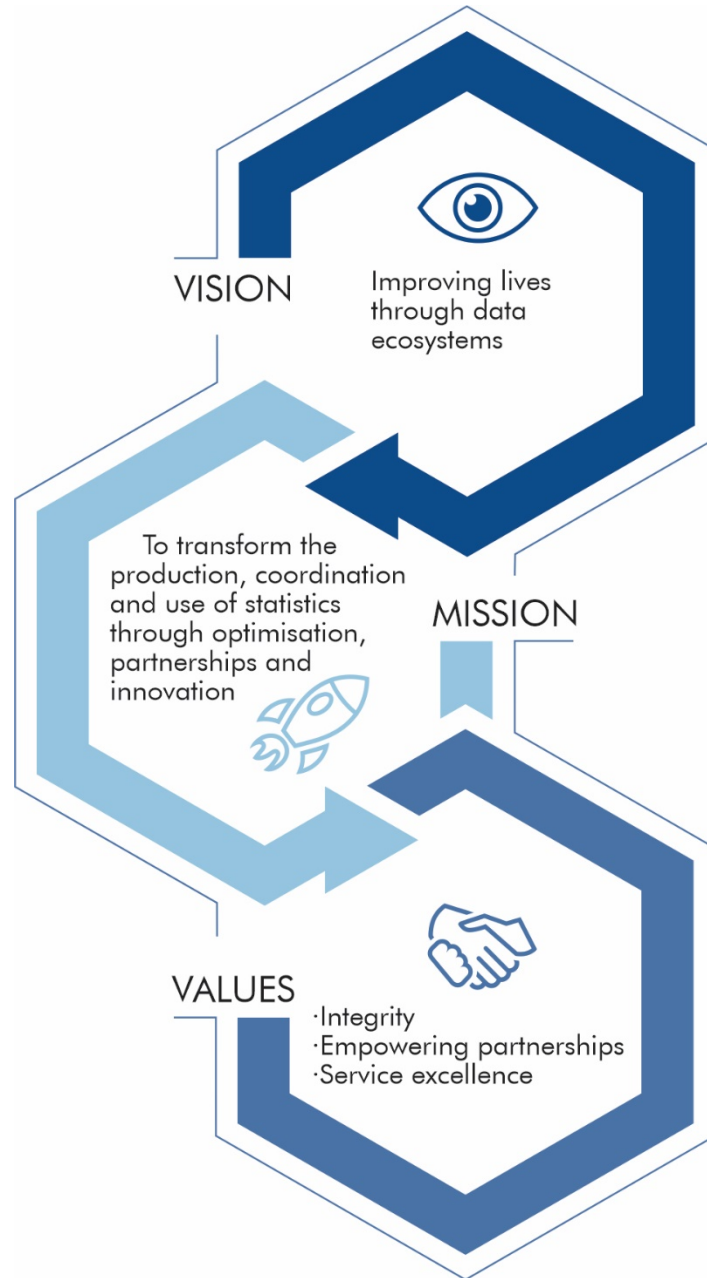 VISION
Improving lives
through data
ecosystems
To transform the
production, coordination
and use of statistics
through optimisation,
partnerships and
innovation
MISSION
VALUES
·Integrity
·Empowering partnerships
·Service excellence